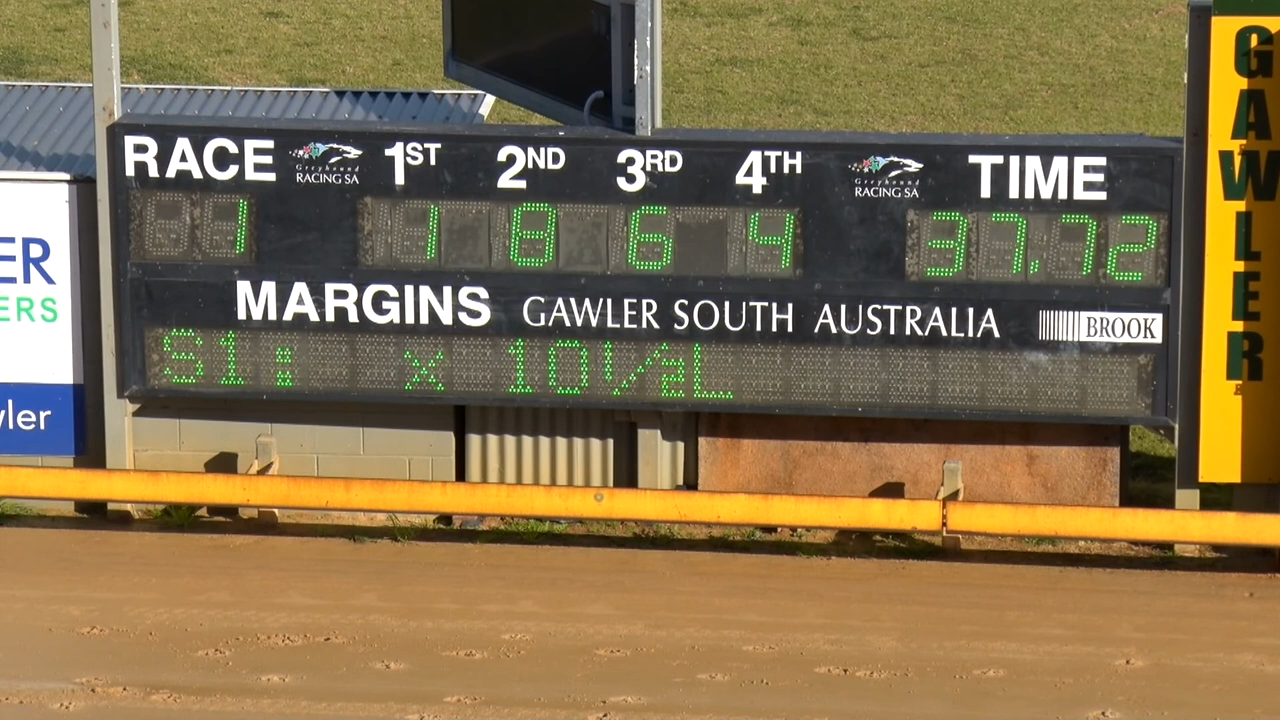 RACE 1ST 2ND 3RD 4TH TIME
Greyhound RACING SA
Greyhound RACING SA
1 1 8 6 4 37.72
MARGINS GAWLER SOUTH AUSTRALIA BROOK
S1: x 10½L
ER
ERS
ler
GAWLER